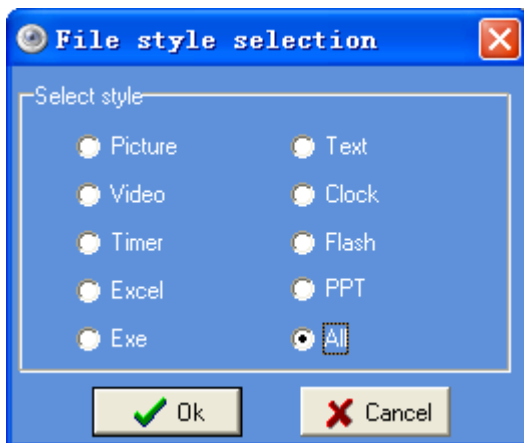 File style selection
Select style
Picture Text
Video Clock
Timer Flash
Excel PPT
Exe All
Ok Cancel